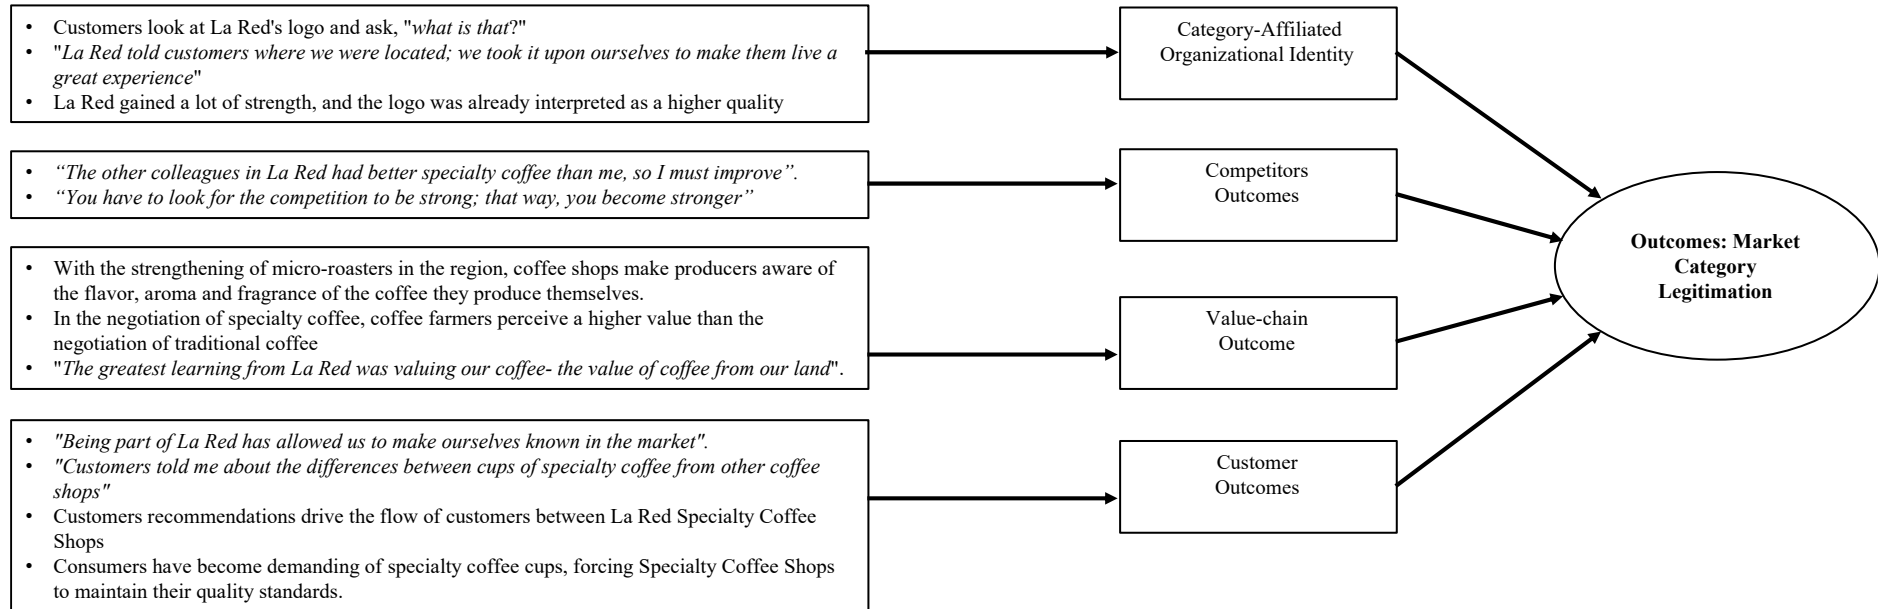 • Customers look at La Red's logo and ask, "what is that?"
• "La Red told customers where we were located; we took it upon ourselves to make them live a
great experience"
• La Red gained a lot of strength, and the logo was already interpreted as a higher quality
Category-Affiliated
Organizational Identity
• “The other colleagues in La Red had better specialty coffee than me, so I must improve”.
• “You have to look for the competition to be strong; that way, you become stronger”
Competitors
Outcomes
• With the strengthening of micro-roasters in the region, coffee shops make producers aware of
the flavor, aroma and fragrance of the coffee they produce themselves.
• In the negotiation of specialty coffee, coffee farmers perceive a higher value than the
negotiation of traditional coffee
• "The greatest learning from La Red was valuing our coffee- the value of coffee from our land".
Value-chain
Outcome
• "Being part of La Red has allowed us to make ourselves known in the market".
• "Customers told me about the differences between cups of specialty coffee from other coffee
shops"
• Customers recommendations drive the flow of customers between La Red Specialty Coffee
Shops
• Consumers have become demanding of specialty coffee cups, forcing Specialty Coffee Shops
to maintain their quality standards.
Customer
Outcomes
Outcomes: Market
Category
Legitimation